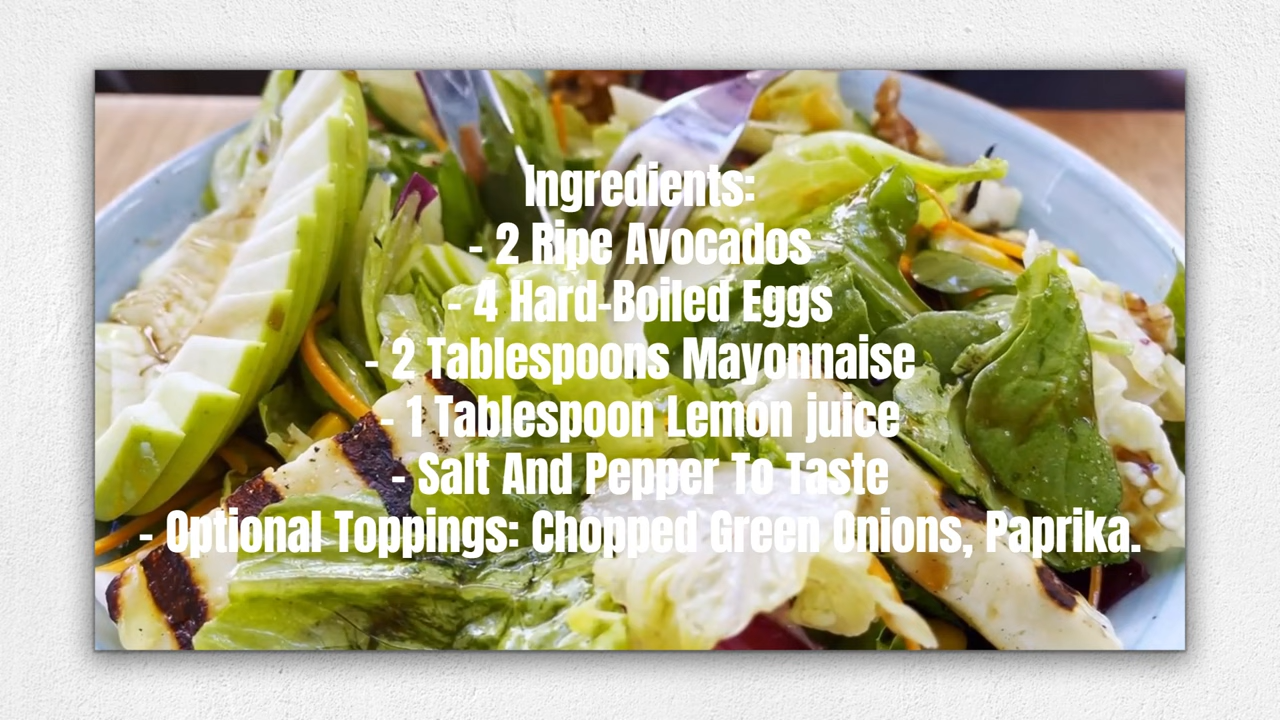 Ingredients:
- 2 Ripe Avocados
- 4 Hard-Boiled Eggs
- 2 Tablespoons Mayonnaise
- 1 Tablespoon Lemon juice
- Salt And Pepper To Taste
- Optional Toppings: Chopped Green Onions, Paprika.